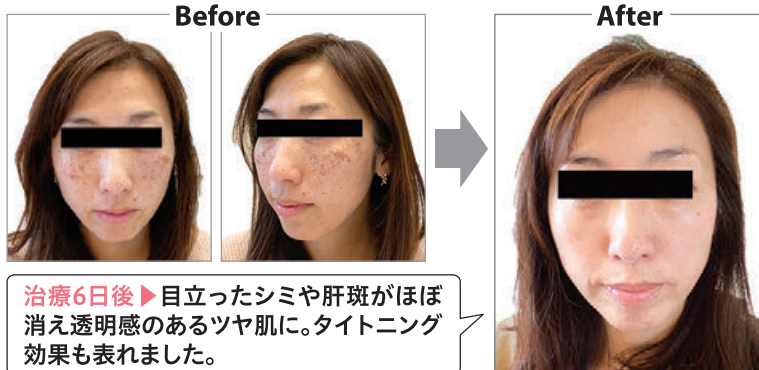 Before
After
治療6日後▶目立ったシミや肝斑がほぼ
消え透明感のあるツヤ肌に。タイトニング
効果も表れました。